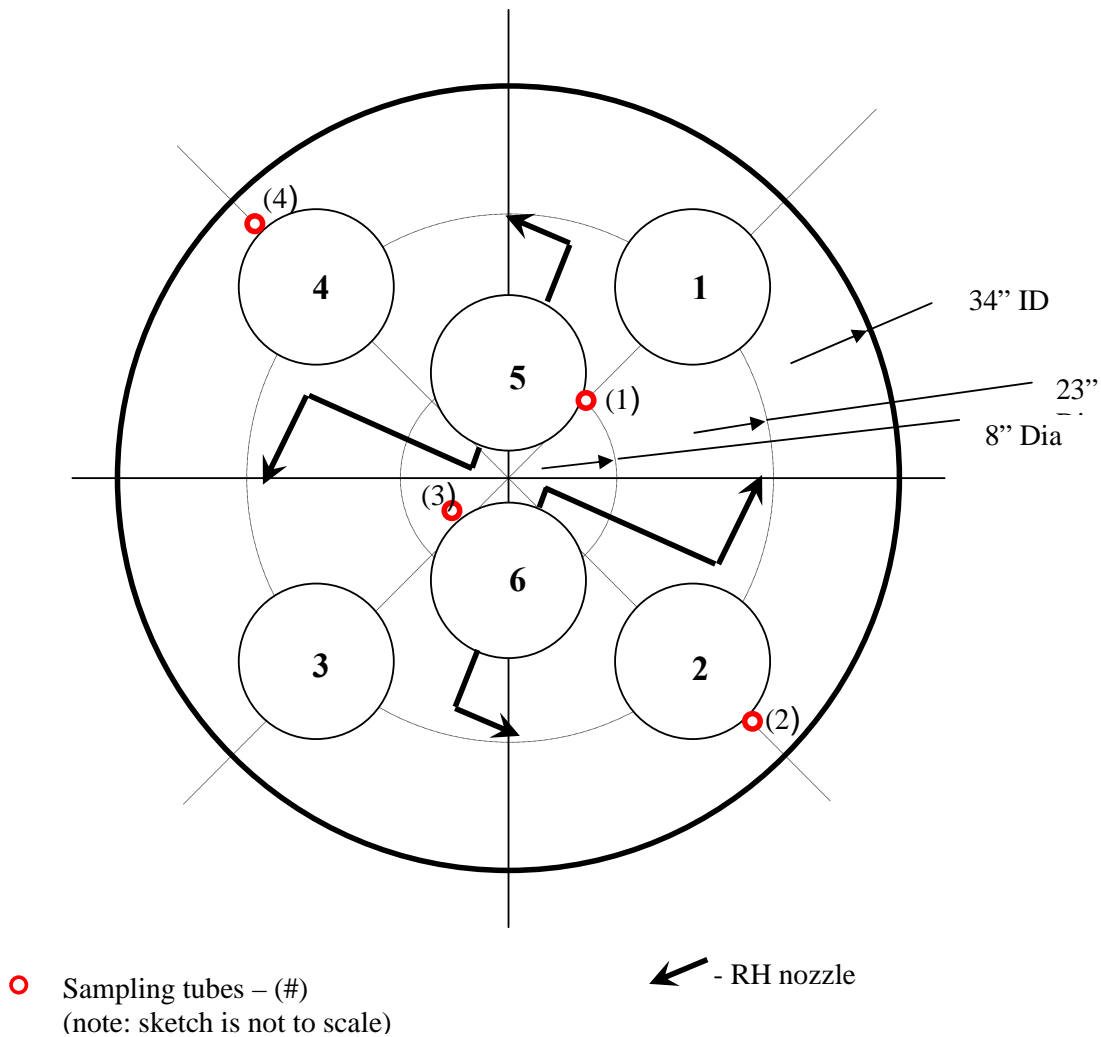 (4)
4
1
34” ID
5
(1)
23”
8” Dia
(3)
6
3
2
(2)
- RH nozzle
Sampling tubes – (#)
(note: sketch is not to scale)